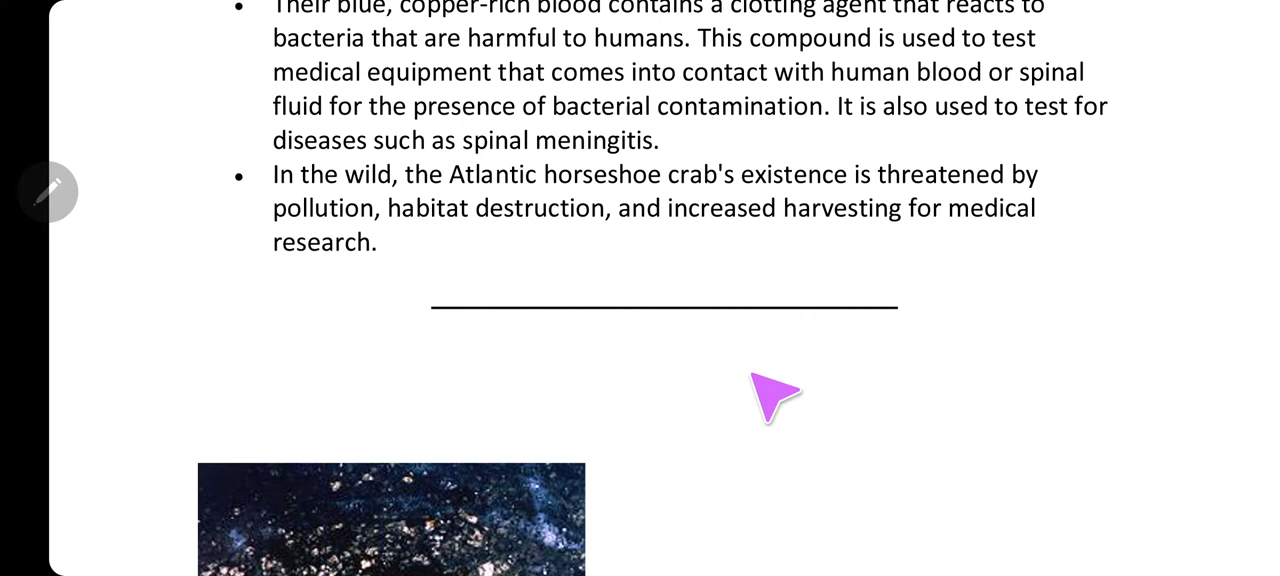 Their blue, copper-rich blood contains a clotting agent that reacts to
bacteria that are harmful to humans. This compound is used to test
medical equipment that comes into contact with human blood or spinal
fluid for the presence of bacterial contamination. It is also used to test for
diseases such as spinal meningitis.
In the wild, the Atlantic horseshoe crab's existence is threatened by
pollution, habitat destruction, and increased harvesting for medical
research.